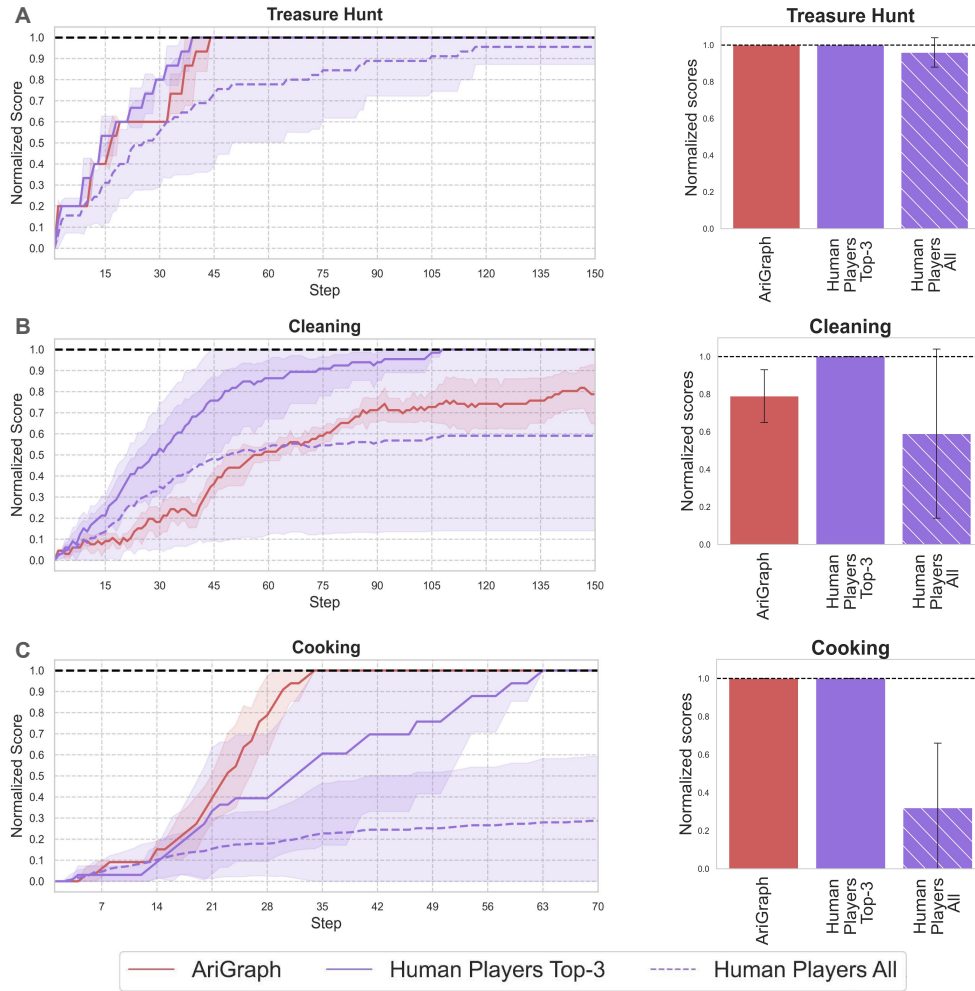 A
Treasure Hunt
1.0
0.9
0.8
0.7
0.6
0.5
0.4
0.3
0.2
0.1
0.0
Normalized Score
15
30
45
60
75
90
105
120
135
150
Step
Treasure Hunt
1.0
0.8
0.6
0.4
0.2
0.0
Normalized scores
AriGraph
Human
Players
Top-3
Human
Players
All
B
Cleaning
1.0
0.9
0.8
0.7
0.6
0.5
0.4
0.3
0.2
0.1
0.0
Normalized Score
15
30
45
60
75
90
105
120
135
150
Step
Cleaning
1.0
0.8
0.6
0.4
0.2
0.0
Normalized scores
AriGraph
Human
Players
Top-3
Human
Players
All
C
Cooking
1.0
0.9
0.8
0.7
0.6
0.5
0.4
0.3
0.2
0.1
0.0
Normalized Score
7
14
21
28
35
42
49
56
63
70
Step
Cooking
1.0
0.8
0.6
0.4
0.2
0.0
Normalized scores
AriGraph
Human
Players
Top-3
Human
Players
All
AriGraph
Human Players Top-3
Human Players All